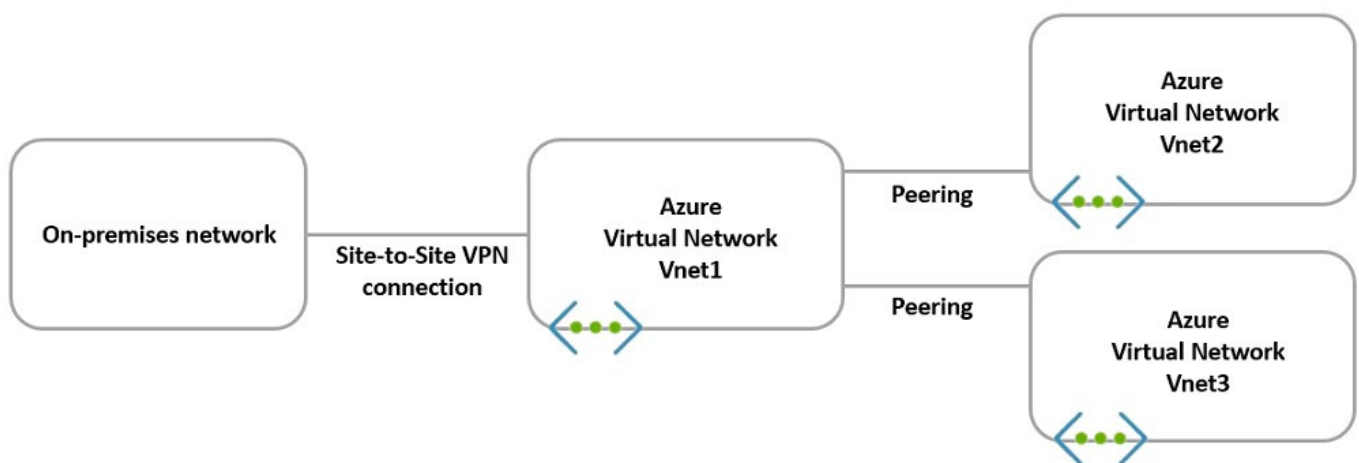 On-premises network
Site-to-Site VPN
connection
Azure
Virtual Network
Vnet1
Peering
Peering
Azure
Virtual Network
Vnet2
Azure
Virtual Network
Vnet3